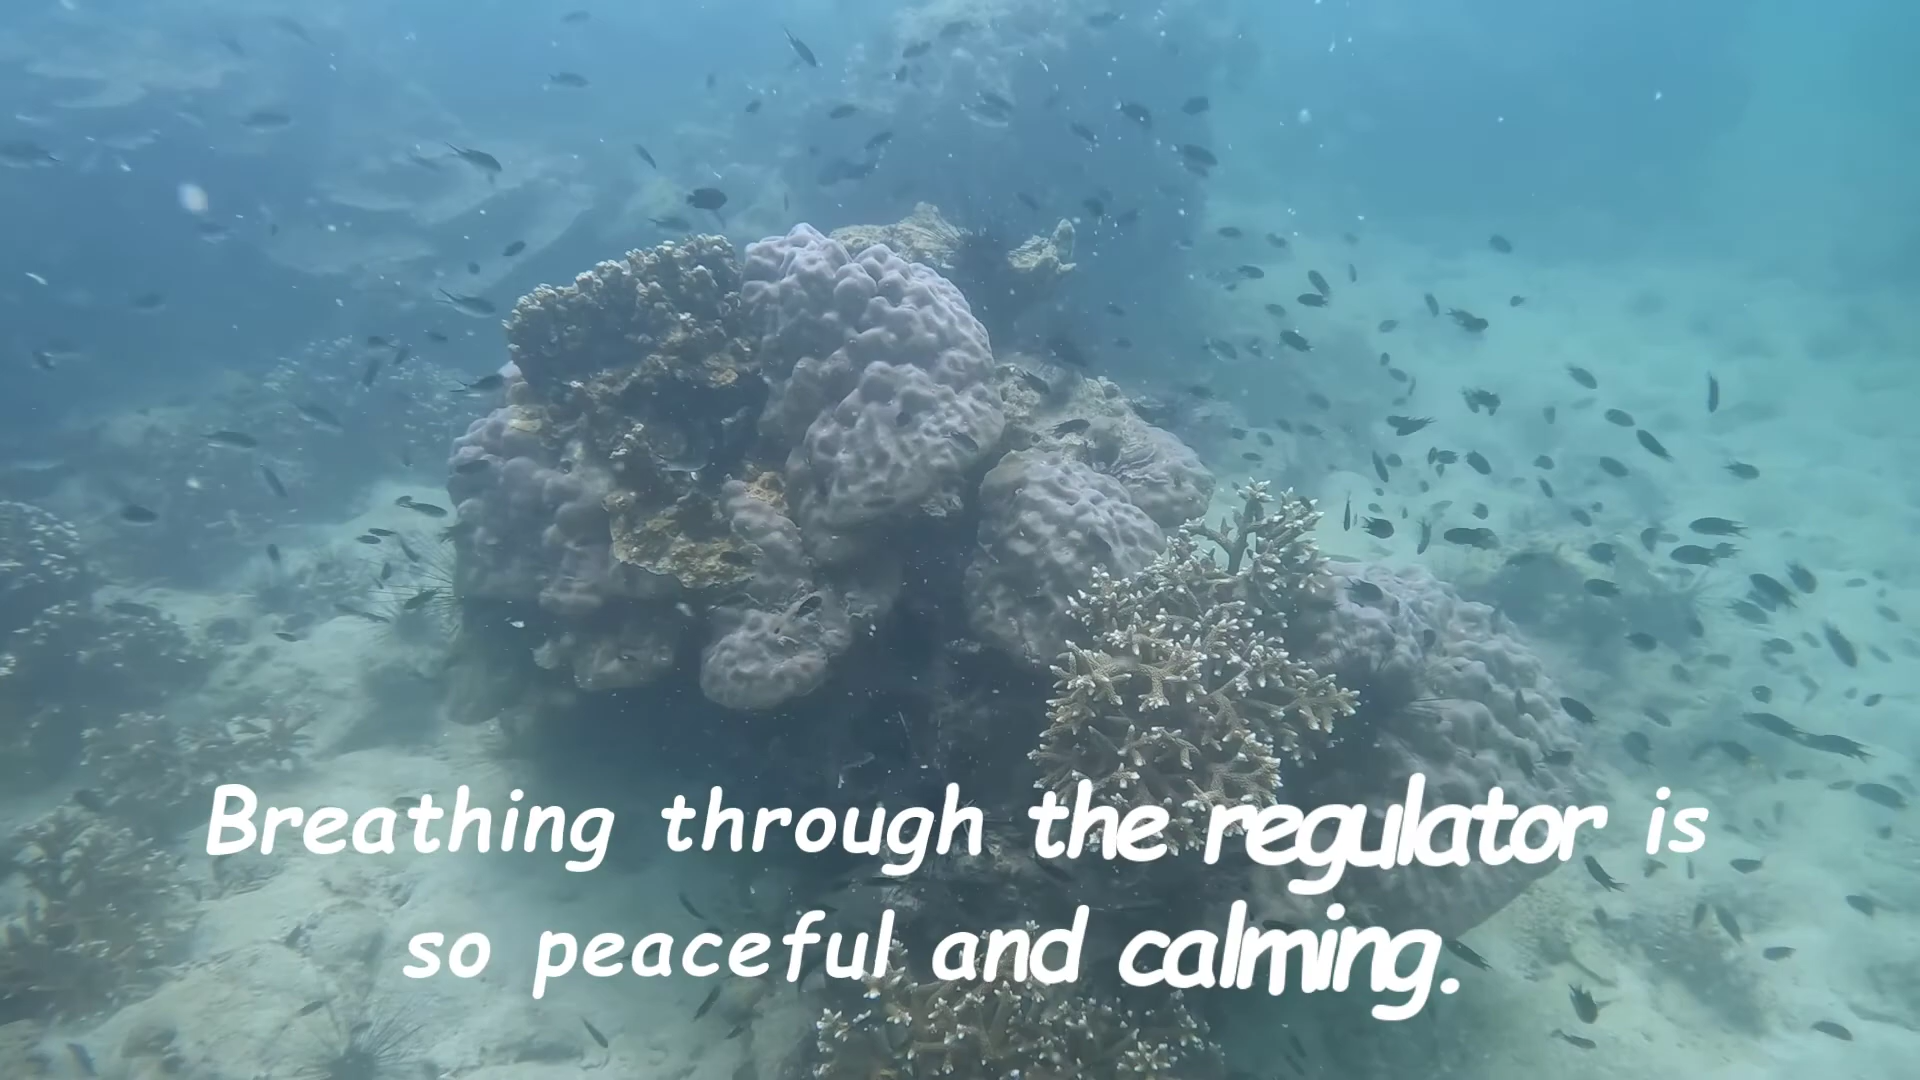 Breathing through the regulator is
so peaceful and calming.